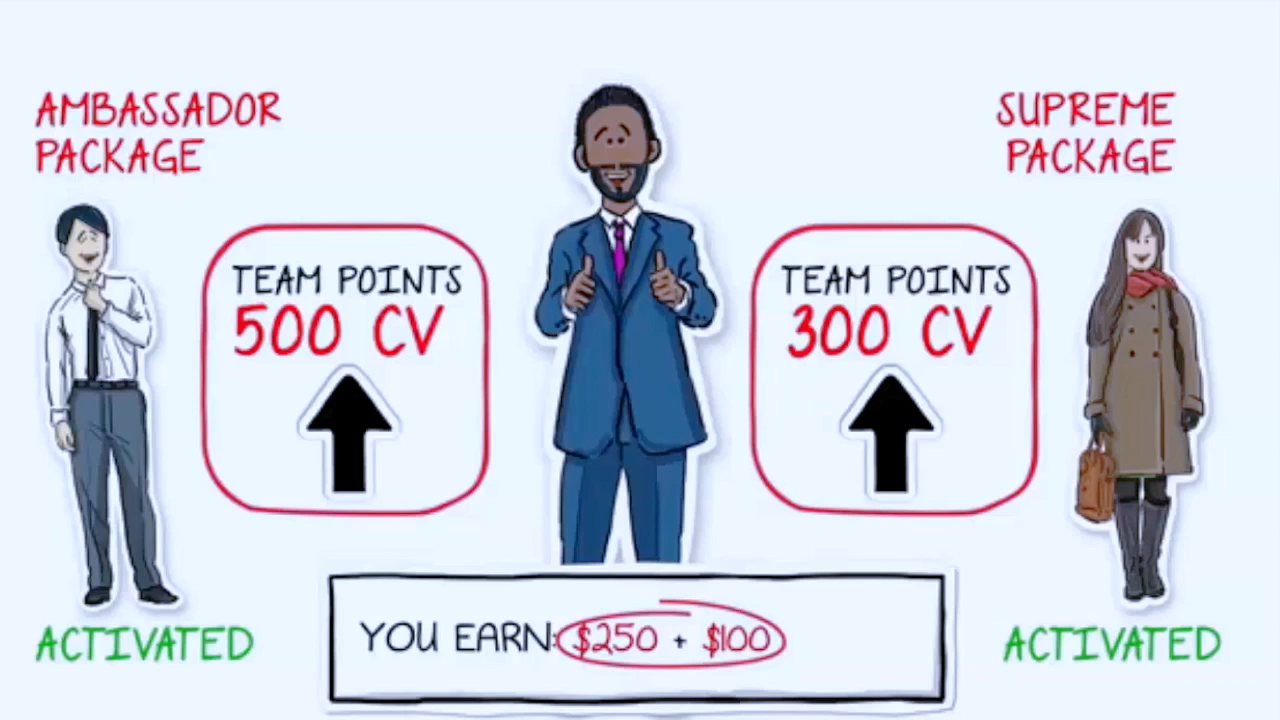 AMBASSADOR
PACKAGE
SUPREME
PACKAGE
TEAM POINTS
500 CV
TEAM POINTS
300 CV
ACTIVATED
YOU EARN: $250 + $100
ACTIVATED